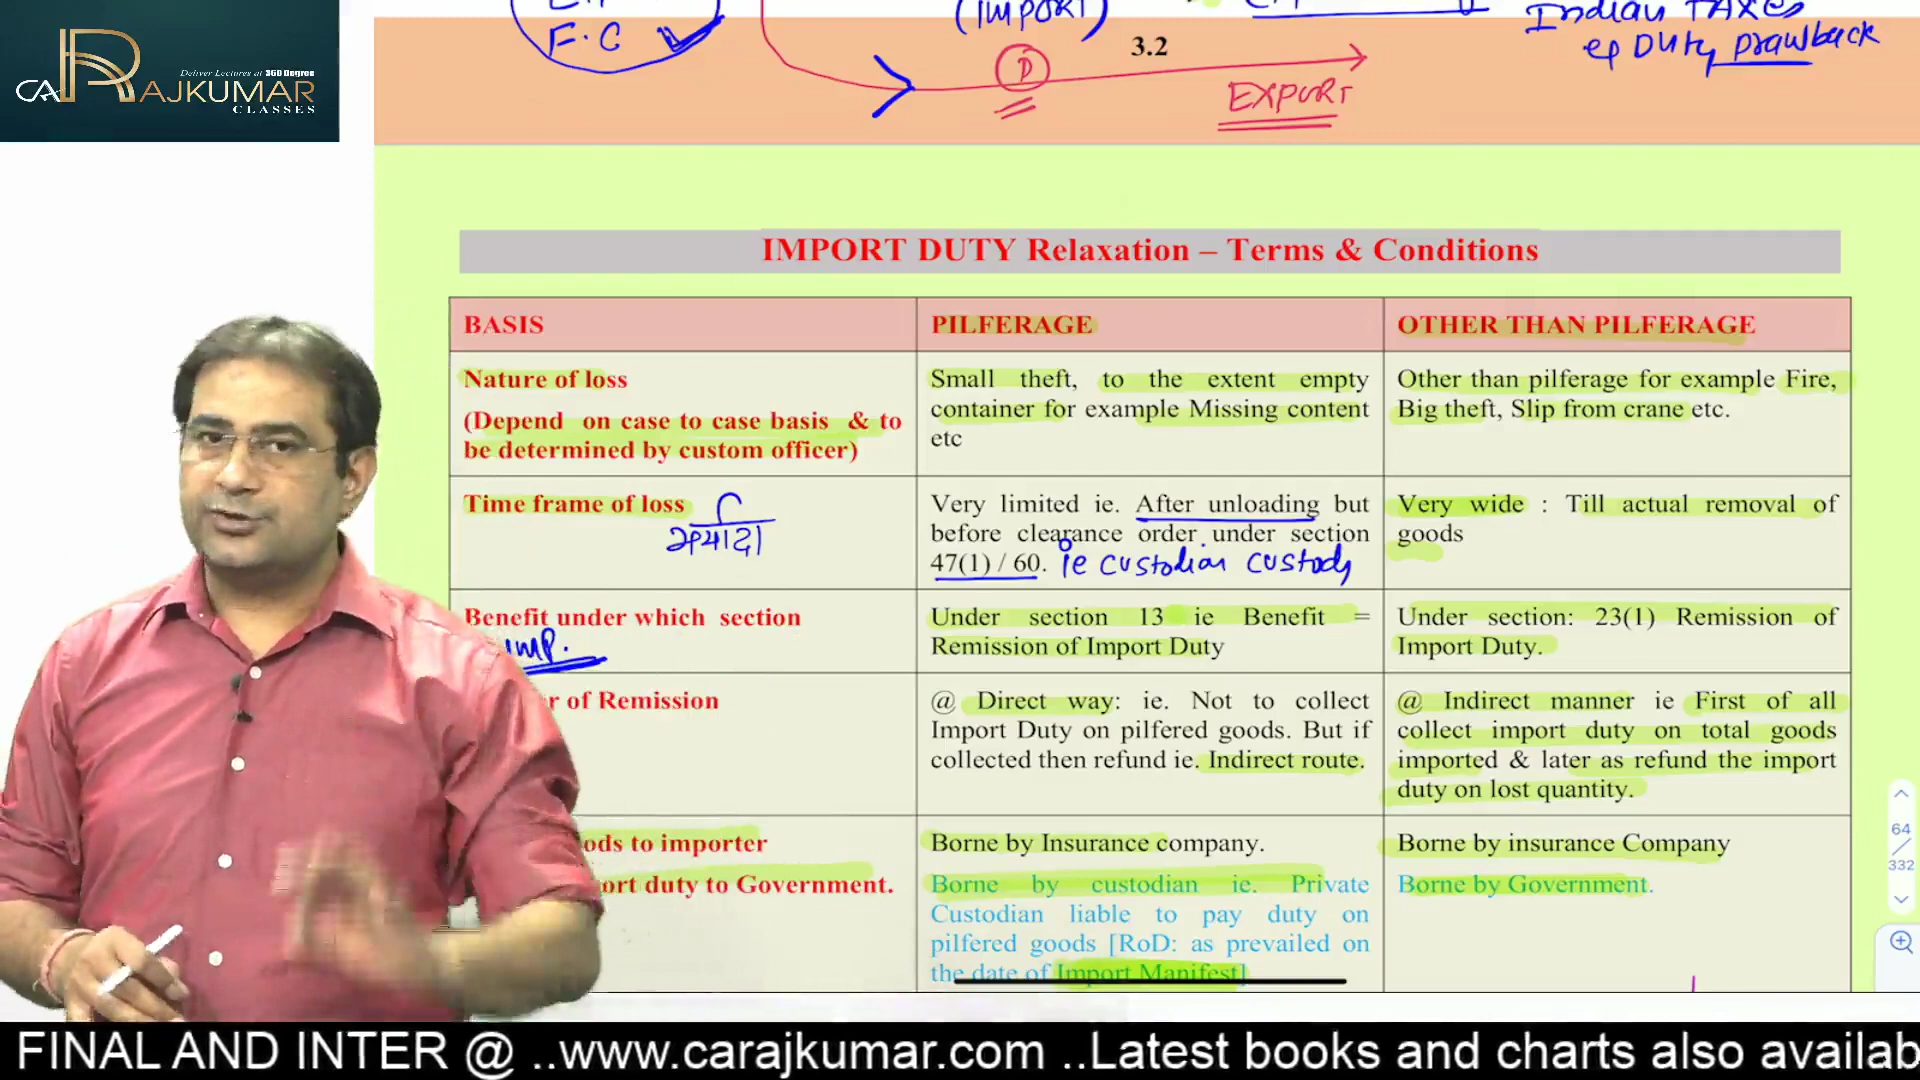 (IMPORT)
Indian TAXES
F.C
3.2
eg Duty Drawback
D
EXPORT
Deliver Lectures at 360 Degree
CA RAJKUMAR
CLASSES
IMPORT DUTY Relaxation – Terms & Conditions
BASIS
PILFERAGE
OTHER THAN PILFERAGE
Nature of loss
(Depend on case to case basis & to
be determined by custom officer)
Small theft, to the extent empty
container for example Missing content
etc
Other than pilferage for example Fire,
Big theft, Slip from crane etc.
Time frame of loss
Very limited ie. After unloading but
before clearance order under section
47(1) / 60. ie custodian custody
Very wide : Till actual removal of
goods
Benefit under which section
IMP.
Under section 13 ie Benefit =
Remission of Import Duty
Under section: 23(1) Remission of
Import Duty.
r of Remission
@ Direct way: ie. Not to collect
Import Duty on pilfered goods. But if
collected then refund ie. Indirect route.
@ Indirect manner ie First of all
collect import duty on total goods
imported & later as refund the import
duty on lost quantity.
ods to importer
ort duty to Government.
Borne by Insurance company.
Borne by custodian ie. Private
Custodian liable to pay duty on
pilfered goods [RoD: as prevailed on
the date of Import Manifest]
Borne by insurance Company
Borne by Government.
64
/
332
FINAL AND INTER @ ..www.carajkumar.com ..Latest books and charts also availab